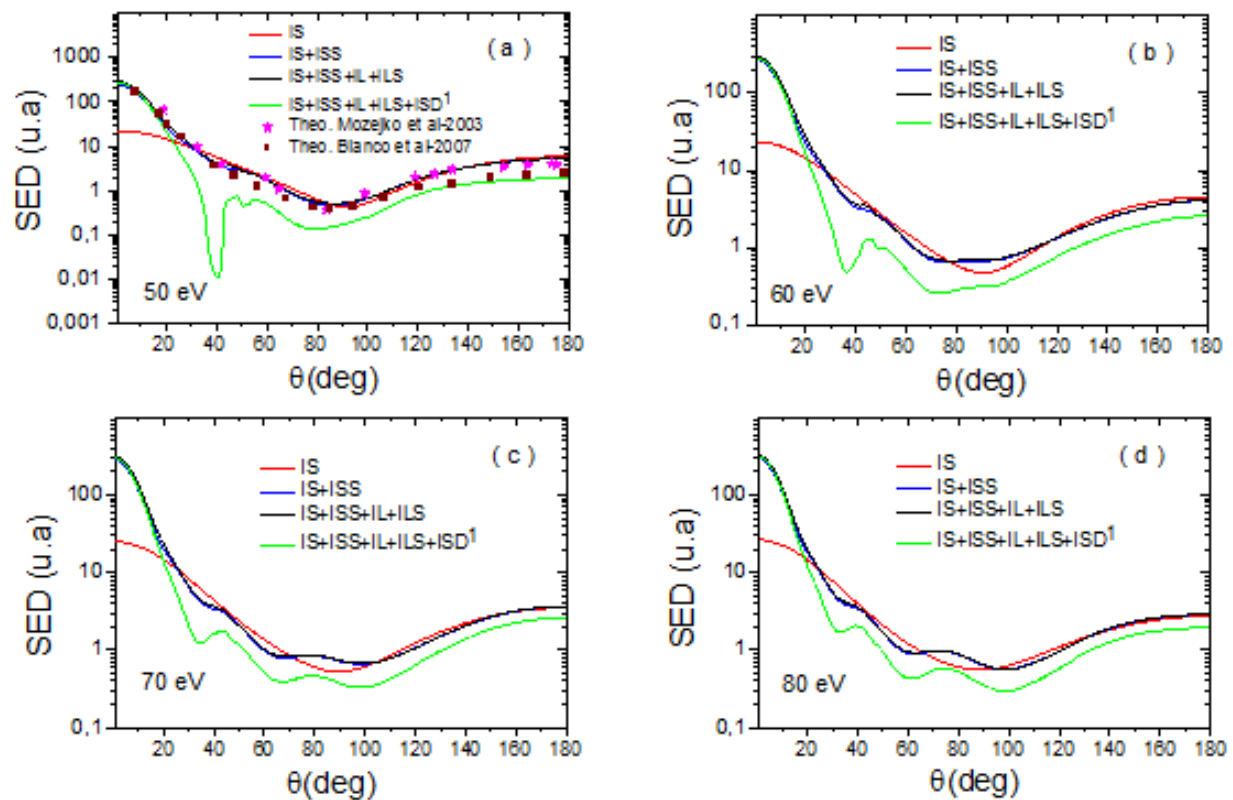 ( a )
IS
IS+ISS
IS+ISS+IL+ILS
IS+ISS+IL+ILS+ISD¹
Theo. Mozejko et al-2003
Theo. Blanco et al-2007
1000
100
10
1
0,1
0,01
0,001
SED (u.a)
50 eV
20 40 60 80 100 120 140 160 180
θ(deg)
( b )
IS
IS+ISS
IS+ISS+IL+ILS
IS+ISS+IL+ILS+ISD¹
100
10
1
0,1
SED (u.a)
60 eV
20 40 60 80 100 120 140 160 180
θ(deg)
( c )
IS
IS+ISS
IS+ISS+IL+ILS
IS+ISS+IL+ILS+ISD¹
100
10
1
0,1
SED (u.a)
70 eV
20 40 60 80 100 120 140 160 180
θ(deg)
( d )
IS
IS+ISS
IS+ISS+IL+ILS
IS+ISS+IL+ILS+ISD¹
100
10
1
0,1
SED (u.a)
80 eV
20 40 60 80 100 120 140 160 180
θ(deg)